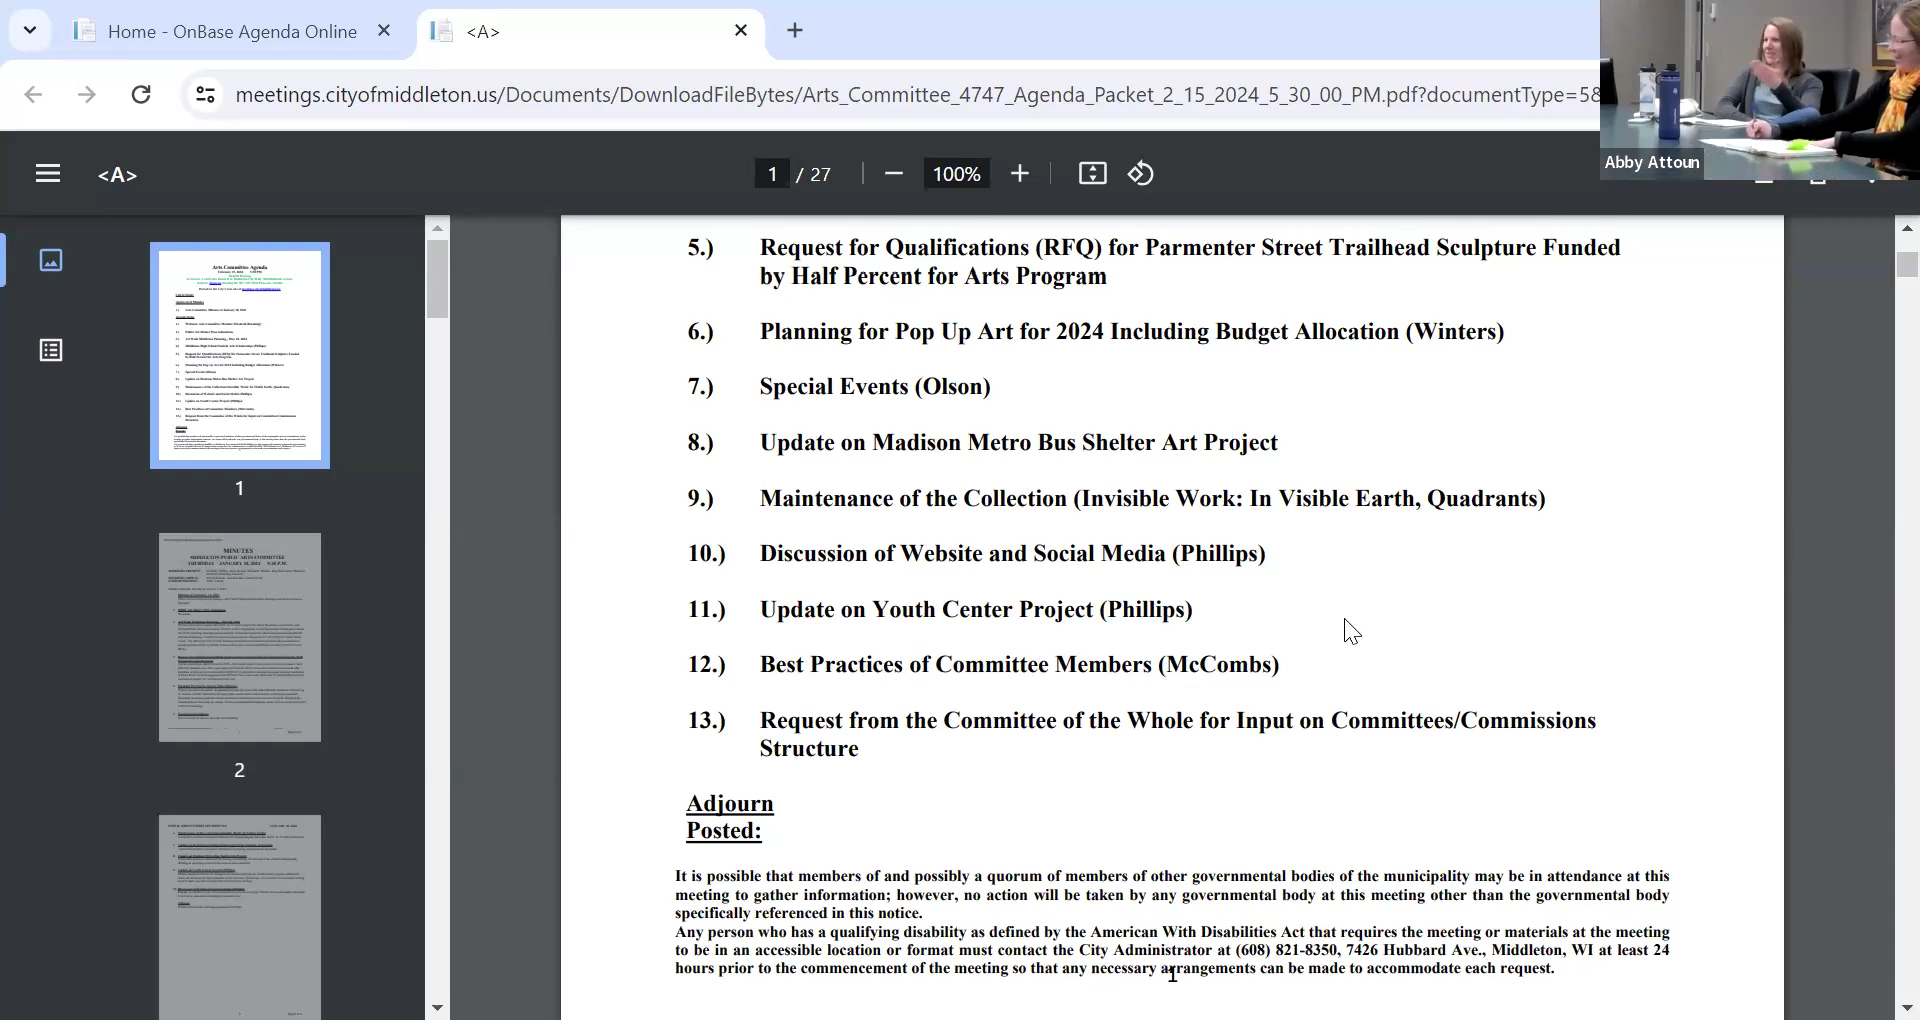 Home - OnBase Agenda Online
<A>
meetings.cityofmiddleton.us/Documents/DownloadFileBytes/Arts_Committee_4747_Agenda_Packet_2_15_2024_5_30_00_PM.pdf?documentType=58
Abby Attoun
<A>
1 / 27
100%
5.) Request for Qualifications (RFQ) for Parmenter Street Trailhead Sculpture Funded
by Half Percent for Arts Program
6.) Planning for Pop Up Art for 2024 Including Budget Allocation (Winters)
7.) Special Events (Olson)
8.) Update on Madison Metro Bus Shelter Art Project
9.) Maintenance of the Collection (Invisible Work: In Visible Earth, Quadrants)
10.) Discussion of Website and Social Media (Phillips)
11.) Update on Youth Center Project (Phillips)
12.) Best Practices of Committee Members (McCombs)
13.) Request from the Committee of the Whole for Input on Committees/Commissions
Structure
Adjourn
Posted:
It is possible that members of and possibly a quorum of members of other governmental bodies of the municipality may be in attendance at this
meeting to gather information; however, no action will be taken by any governmental body at this meeting other than the governmental body
specifically referenced in this notice.
Any person who has a qualifying disability as defined by the American With Disabilities Act that requires the meeting or materials at the meeting
to be in an accessible location or format must contact the City Administrator at (608) 821-8350, 7426 Hubbard Ave., Middleton, WI at least 24
hours prior to the commencement of the meeting so that any necessary arrangements can be made to accommodate each request.
1
Arts Committee Agenda
1
MINUTES
MIDDLETON PUBLIC ARTS COMMITTEE
2